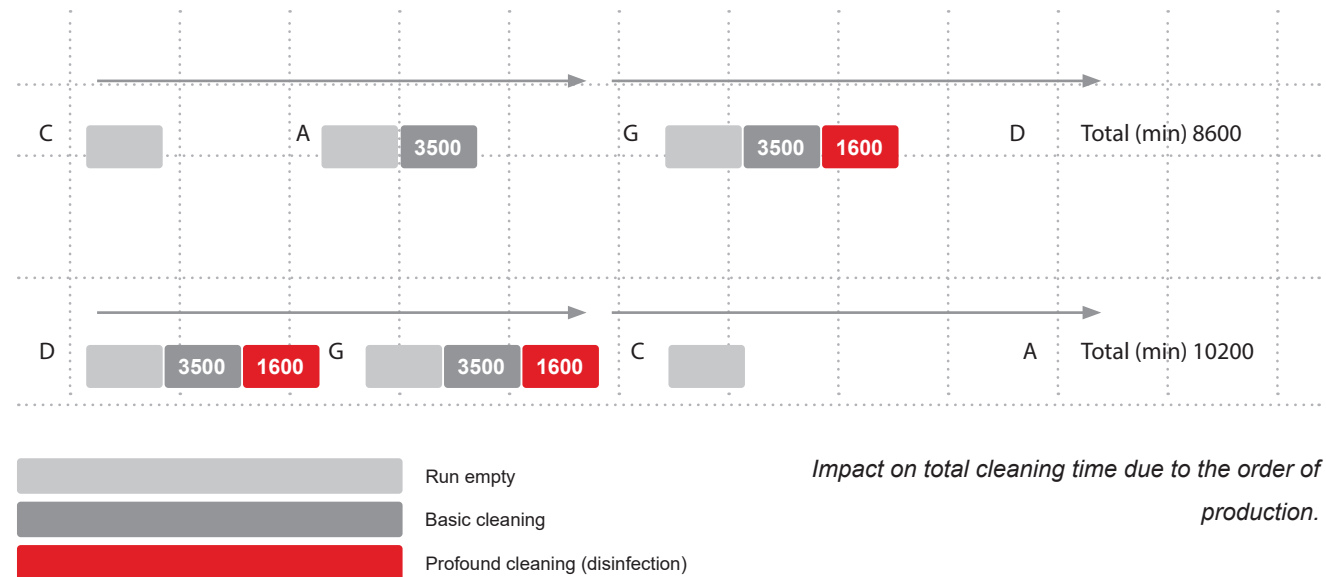 C A 3500 G 3500 1600 D Total (min) 8600
D 3500 1600 G 3500 1600 C A Total (min) 10200
Run empty
Basic cleaning
Profound cleaning (disinfection)
Impact on total cleaning time due to the order of
production.